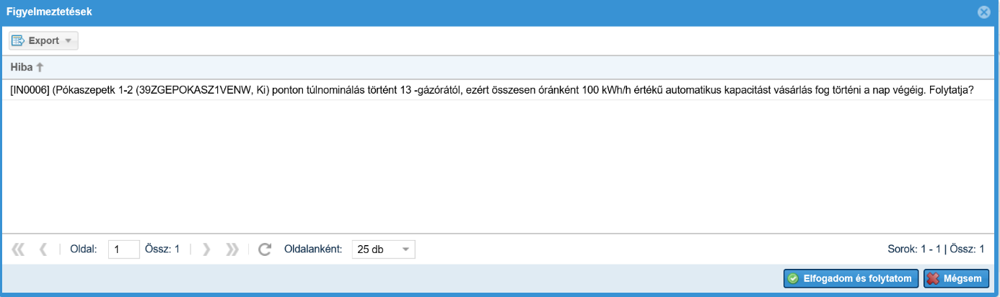 Figyelmeztetések
Export
Hiba
[IN0006] (Pókaszepetk 1-2 (39ZGEPOKASZ1VENW, Ki) ponton túlnominálás történt 13 -gázórától, ezért összesen óránként 100 kWh/h értékű automatikus kapacitást vásárlás fog történi a nap végéig. Folytatja?
Oldal: 1 Össz: 1 Oldalanként: 25 db Sorok: 1 - 1 | Össz: 1
Elfogadom és folytatom Mégsem